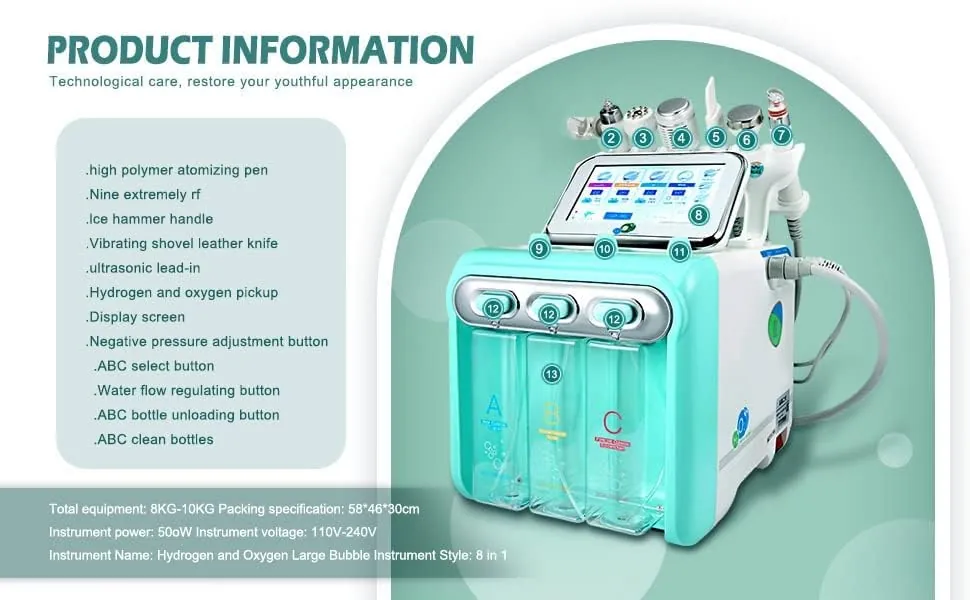 PRODUCT INFORMATION
Technological care, restore your youthful appearance
.high polymer atomizing pen
.Nine extremely rf
.Ice hammer handle
.Vibrating shovel leather knife
.ultrasonic lead-in
.Hydrogen and oxygen pickup
.Display screen
.Negative pressure adjustment button
.ABC select button
.Water flow regulating button
.ABC bottle unloading button
.ABC clean bottles
Total equipment: 8KG-10KG Packing specification: 58*46*30cm
Instrument power: 50oW Instrument voltage: 110V-240V
Instrument Name: Hydrogen and Oxygen Large Bubble Instrument Style: 8 in 1
2 3 4 5 6 7
8
9 10 11
12 12 12
13
A B C